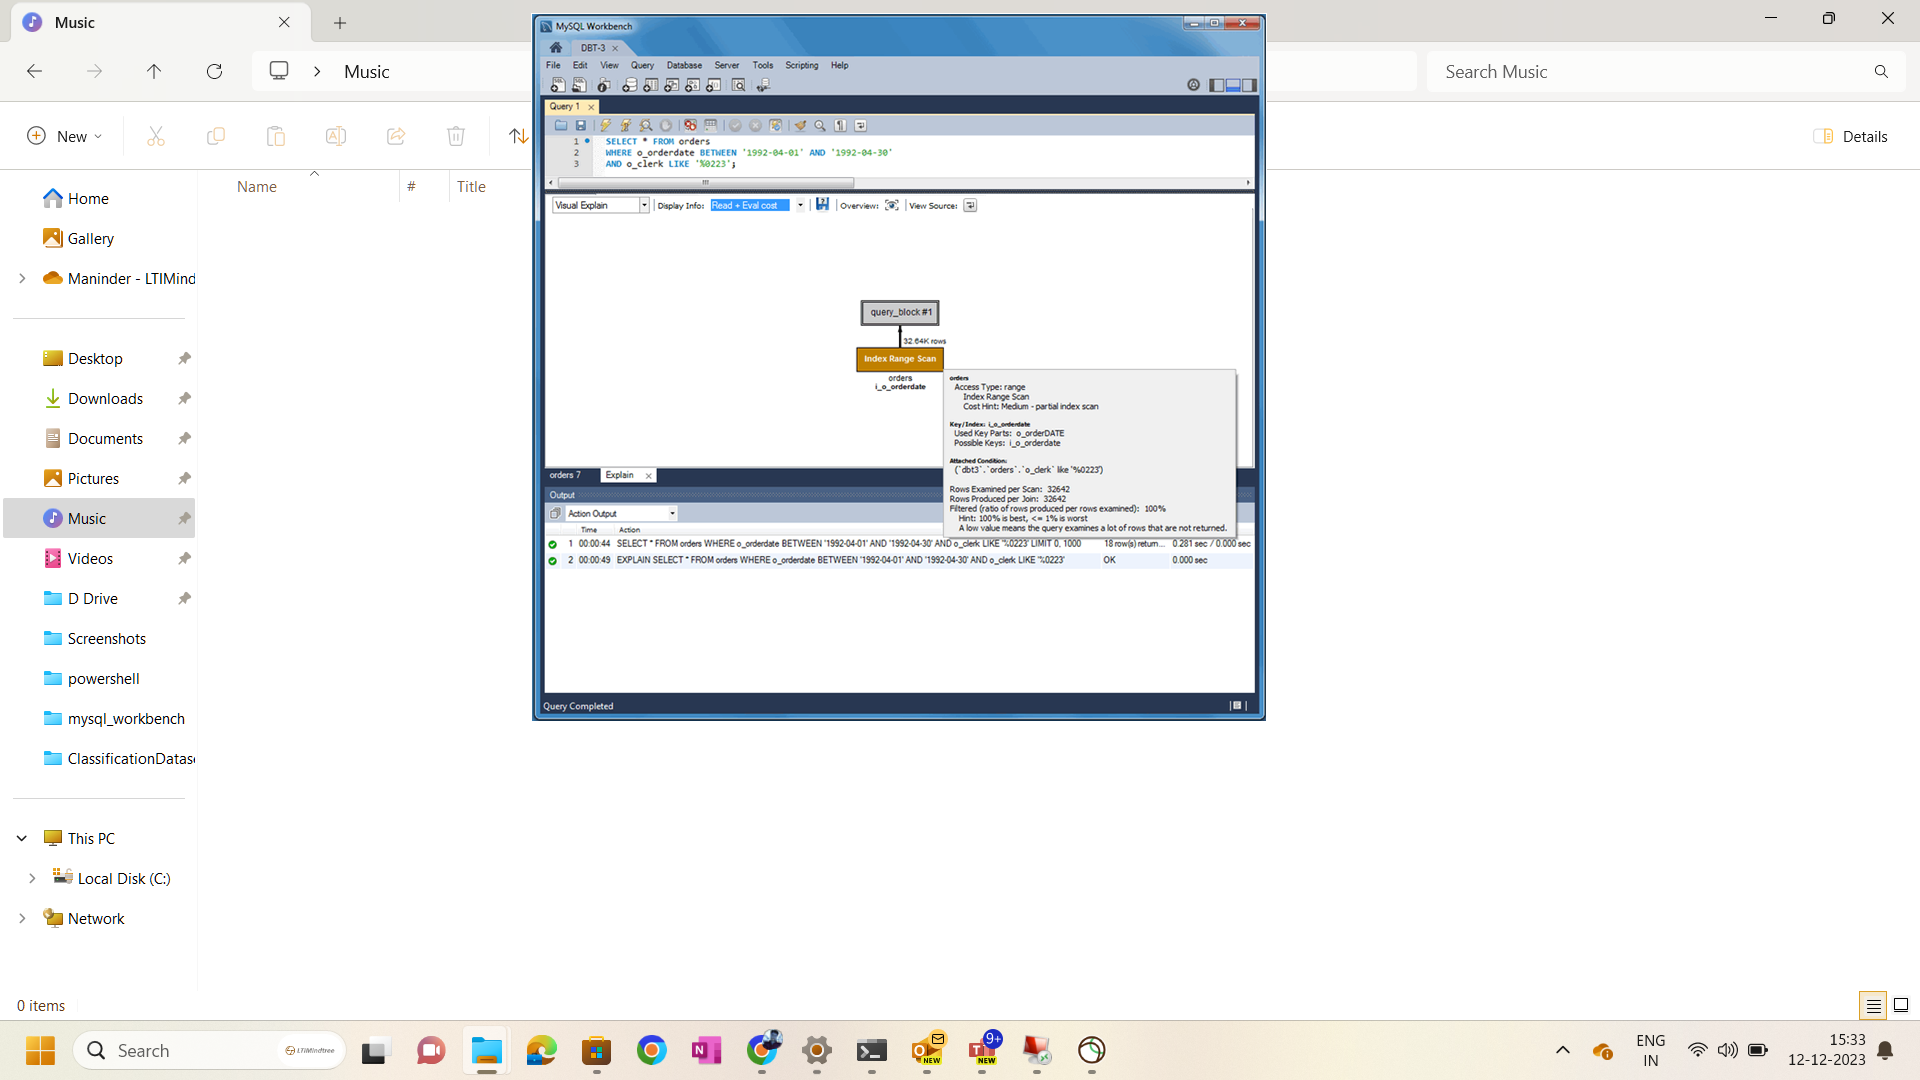 Music
Music
Search Music
New
Details
Name
#
Title
Home
Gallery
Maninder - LTIMind
Desktop
Downloads
Documents
Pictures
Music
Videos
D Drive
Screenshots
powershell
mysql_workbench
ClassificationDatas
This PC
Local Disk (C:)
Network
0 items
MySQL Workbench
DBT-3
File Edit View Query Database Server Tools Scripting Help
Query 1
1 SELECT * FROM orders
2 WHERE o_orderdate BETWEEN '1992-04-01' AND '1992-04-30'
3 AND o_clerk LIKE '%0223';
Visual Explain Display Info: Read + Eval cost Overview: View Source:
query_block #1
32.64K rows
Index Range Scan
orders
i_o_orderdate
orders
Access Type: range
Index Range Scan
Cost Hint: Medium - partial index scan
Key/Index: i_o_orderdate
Used Key Parts: o_orderDATE
Possible Keys: i_o_orderdate
Attached Condition:
(`dbt3`.`orders`.`o_clerk` like '%0223')
Rows Examined per Scan: 32642
Rows Produced per Join: 32642
Filtered (ratio of rows produced per rows examined): 100%
Hint: 100% is best, <= 1% is worst
A low value means the query examines a lot of rows that are not returned.
orders 7 Explain
Output
Action Output
Time Action
1 00:00:44 SELECT * FROM orders WHERE o_orderdate BETWEEN '1992-04-01' AND '1992-04-30' AND o_clerk LIKE '%0223' LIMIT 0, 1000 18 row(s) return... 0.281 sec / 0.000 sec
2 00:00:49 EXPLAIN SELECT * FROM orders WHERE o_orderdate BETWEEN '1992-04-01' AND '1992-04-30' AND o_clerk LIKE '%0223' OK 0.000 sec
Query Completed
Search
LTIMindtree
NEW
9+
NEW
ENG
IN
15:33
12-12-2023